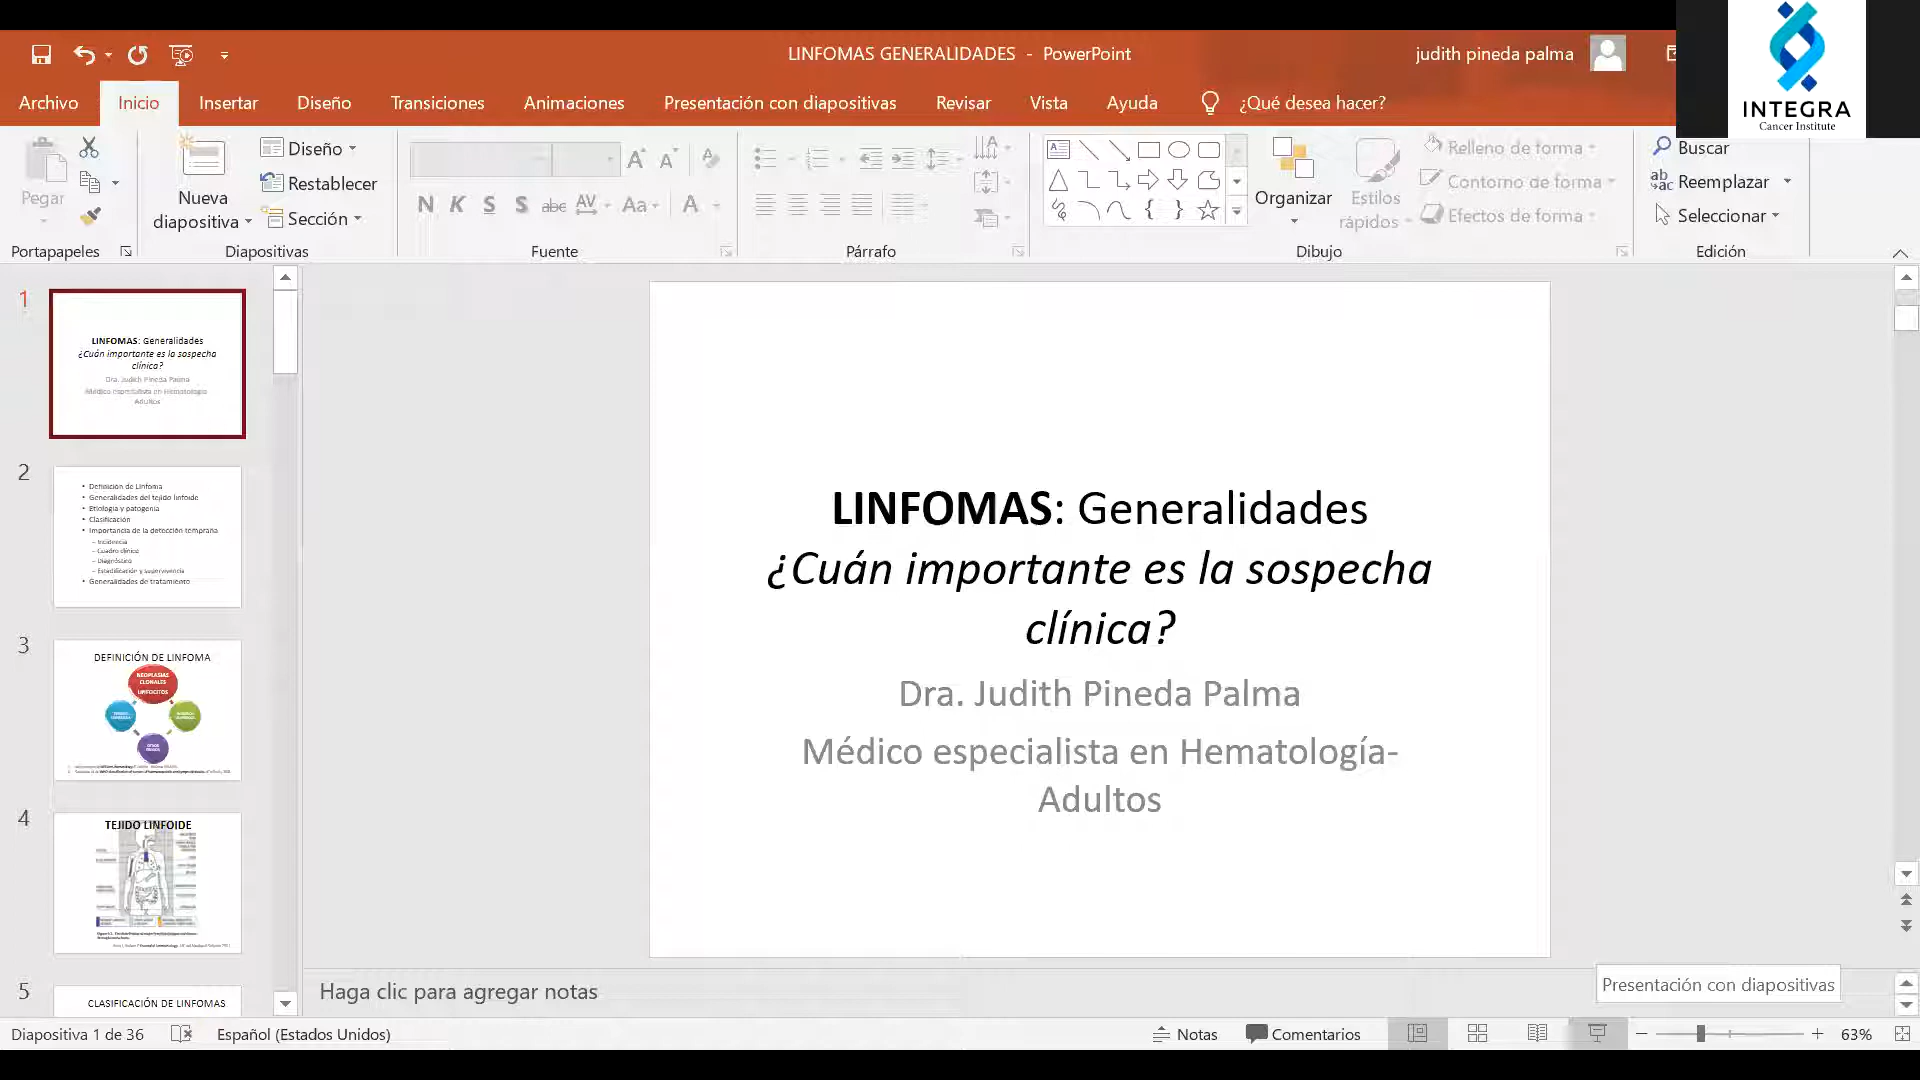 LINFOMAS GENERALIDADES - PowerPoint
judith pineda palma
INTEGRA
Cancer Institute
Archivo
Inicio
Insertar
Diseño
Transiciones
Animaciones
Presentación con diapositivas
Revisar
Vista
Ayuda
¿Qué desea hacer?
Pegar
Nueva
diapositiva
Diseño
Restablecer
Sección
N K S S abc AV Aa A
Organizar
Estilos
rápidos
Relleno de forma
Contorno de forma
Efectos de forma
Buscar
Reemplazar
Seleccionar
Portapapeles
Diapositivas
Fuente
Párrafo
Dibujo
Edición
1
LINFOMAS: Generalidades
¿Cuán importante es la sospecha
clínica?
Dra. Judith Pineda Palma
Médico especialista en Hematología-
Adultos
2
• Definición de Linfoma
• Generalidades del tejido linfoide
• Etiología y patogenia
• Clasificación
• Importancia de la detección temprana
– Incidencia
– Cuadro clínico
– Diagnóstico
– Estadificación y supervivencia
• Generalidades de tratamiento
3
DEFINICIÓN DE LINFOMA
NEOPLASIAS
CLONALES
LINFOCITOS
4
TEJIDO LINFOIDE
5
CLASIFICACIÓN DE LINFOMAS
LINFOMAS: Generalidades
¿Cuán importante es la sospecha
clínica?
Dra. Judith Pineda Palma
Médico especialista en Hematología-
Adultos
Haga clic para agregar notas
Presentación con diapositivas
Diapositiva 1 de 36
Español (Estados Unidos)
Notas
Comentarios
63%